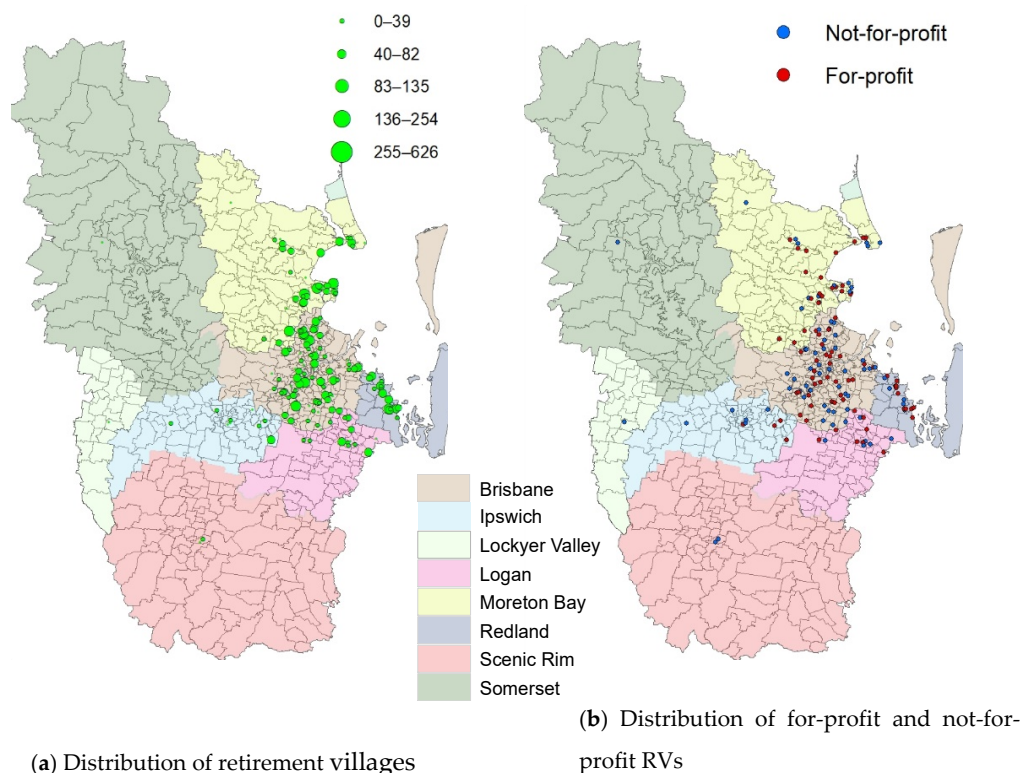 0–39
40–82
83–135
136–254
255–626
Not-for-profit
For-profit
Brisbane
Ipswich
Lockyer Valley
Logan
Moreton Bay
Redland
Scenic Rim
Somerset
(a) Distribution of retirement villages
(b) Distribution of for-profit and not-for-
profit RVs